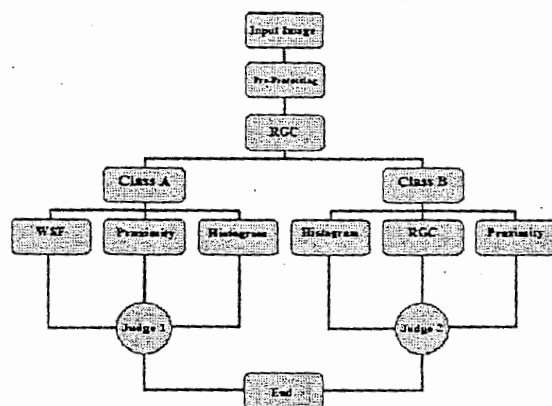 Input Image
Pre-Processing
RGC
Class A
Class B
WSF
Proximity
Histogram
Histogram
RGC
Proximity
Judge 1
Judge 2
End